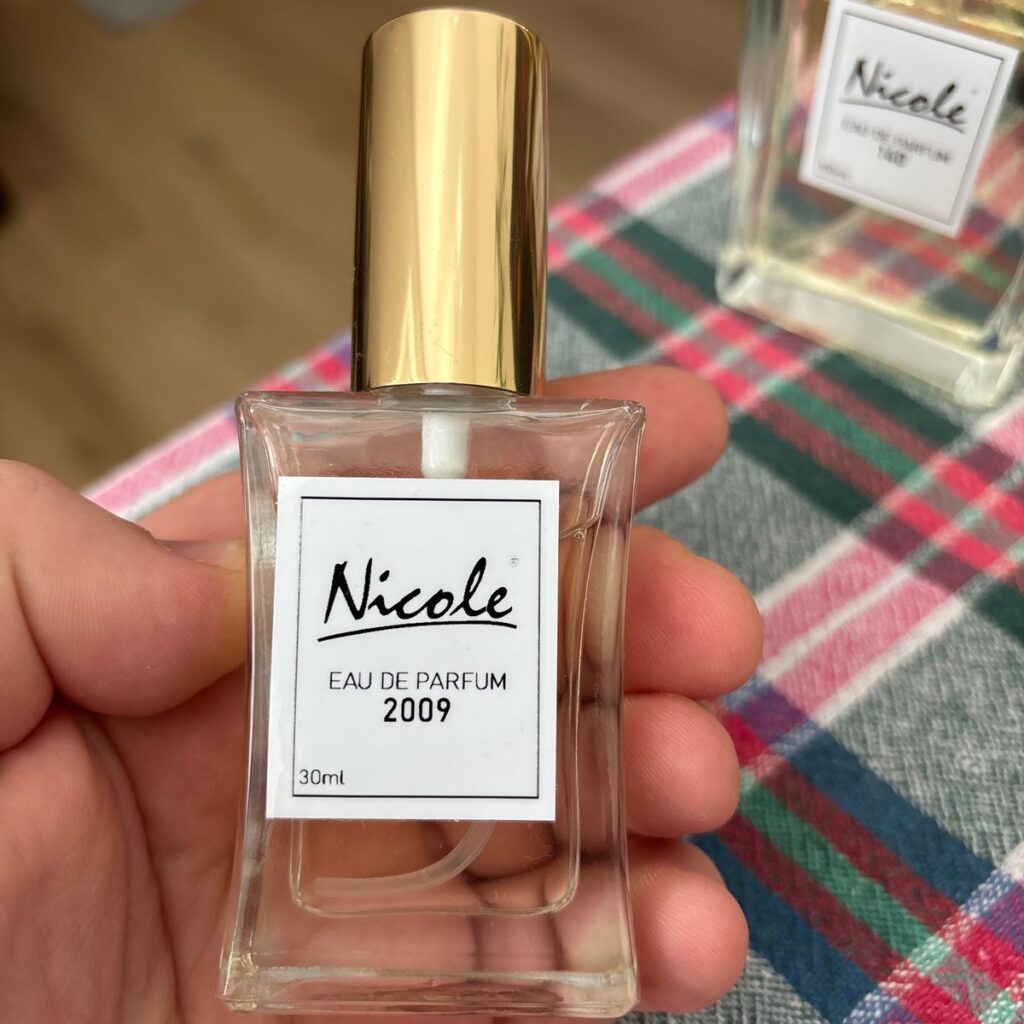 Nicole
EAU DE PARFUM
2009
30ml
Nicole
EAU DE PARFUM